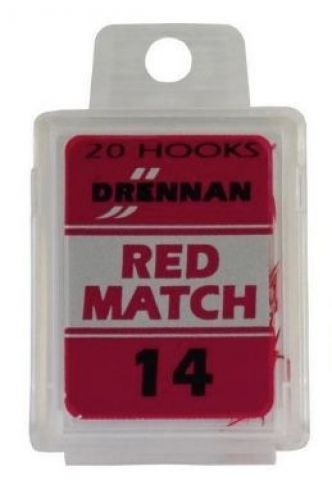 20 HOOKS
DRENNAN
RED
MATCH
14